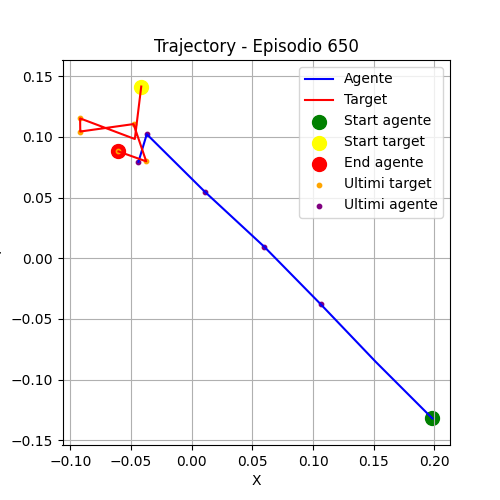 Trajectory - Episodio 650
Agente
Target
Start agente
Start target
End agente
Ultimi target
Ultimi agente
0.15
0.10
0.05
0.00
−0.05
−0.10
−0.15
−0.10
−0.05
0.00
0.05
0.10
0.15
0.20
X